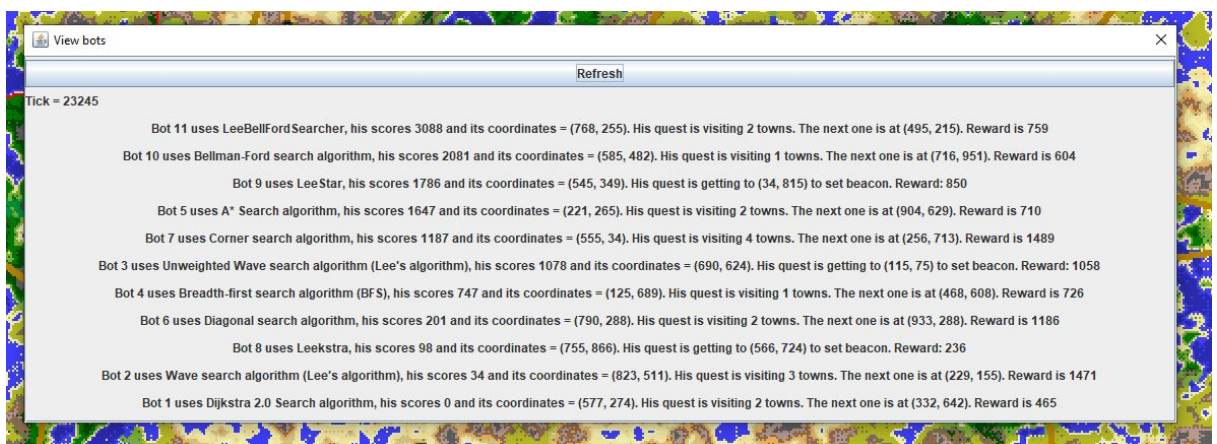 View bots
Refresh
Tick = 23245
Bot 11 uses LeeBellFordSearcher, his scores 3088 and its coordinates = (768, 255). His quest is visiting 2 towns. The next one is at (495, 215). Reward is 759
Bot 10 uses Bellman-Ford search algorithm, his scores 2081 and its coordinates = (585, 482). His quest is visiting 1 towns. The next one is at (716, 951). Reward is 604
Bot 9 uses LeeStar, his scores 1786 and its coordinates = (545, 349). His quest is getting to (34, 815) to set beacon. Reward: 850
Bot 5 uses A* Search algorithm, his scores 1647 and its coordinates = (221, 265). His quest is visiting 2 towns. The next one is at (904, 629). Reward is 710
Bot 7 uses Corner search algorithm, his scores 1187 and its coordinates = (555, 34). His quest is visiting 4 towns. The next one is at (256, 713). Reward is 1489
Bot 3 uses Unweighted Wave search algorithm (Lee's algorithm), his scores 1078 and its coordinates = (690, 624). His quest is getting to (115, 75) to set beacon. Reward: 1058
Bot 4 uses Breadth-first search algorithm (BFS), his scores 747 and its coordinates = (125, 689). His quest is visiting 1 towns. The next one is at (468, 608). Reward is 726
Bot 6 uses Diagonal search algorithm, his scores 201 and its coordinates = (790, 288). His quest is visiting 2 towns. The next one is at (933, 288). Reward is 1186
Bot 8 uses Leekstra, his scores 98 and its coordinates = (755, 866). His quest is getting to (566, 724) to set beacon. Reward: 236
Bot 2 uses Wave search algorithm (Lee's algorithm), his scores 34 and its coordinates = (823, 511). His quest is visiting 3 towns. The next one is at (229, 155). Reward is 1471
Bot 1 uses Dijkstra 2.0 Search algorithm, his scores 0 and its coordinates = (577, 274). His quest is visiting 2 towns. The next one is at (332, 642). Reward is 465